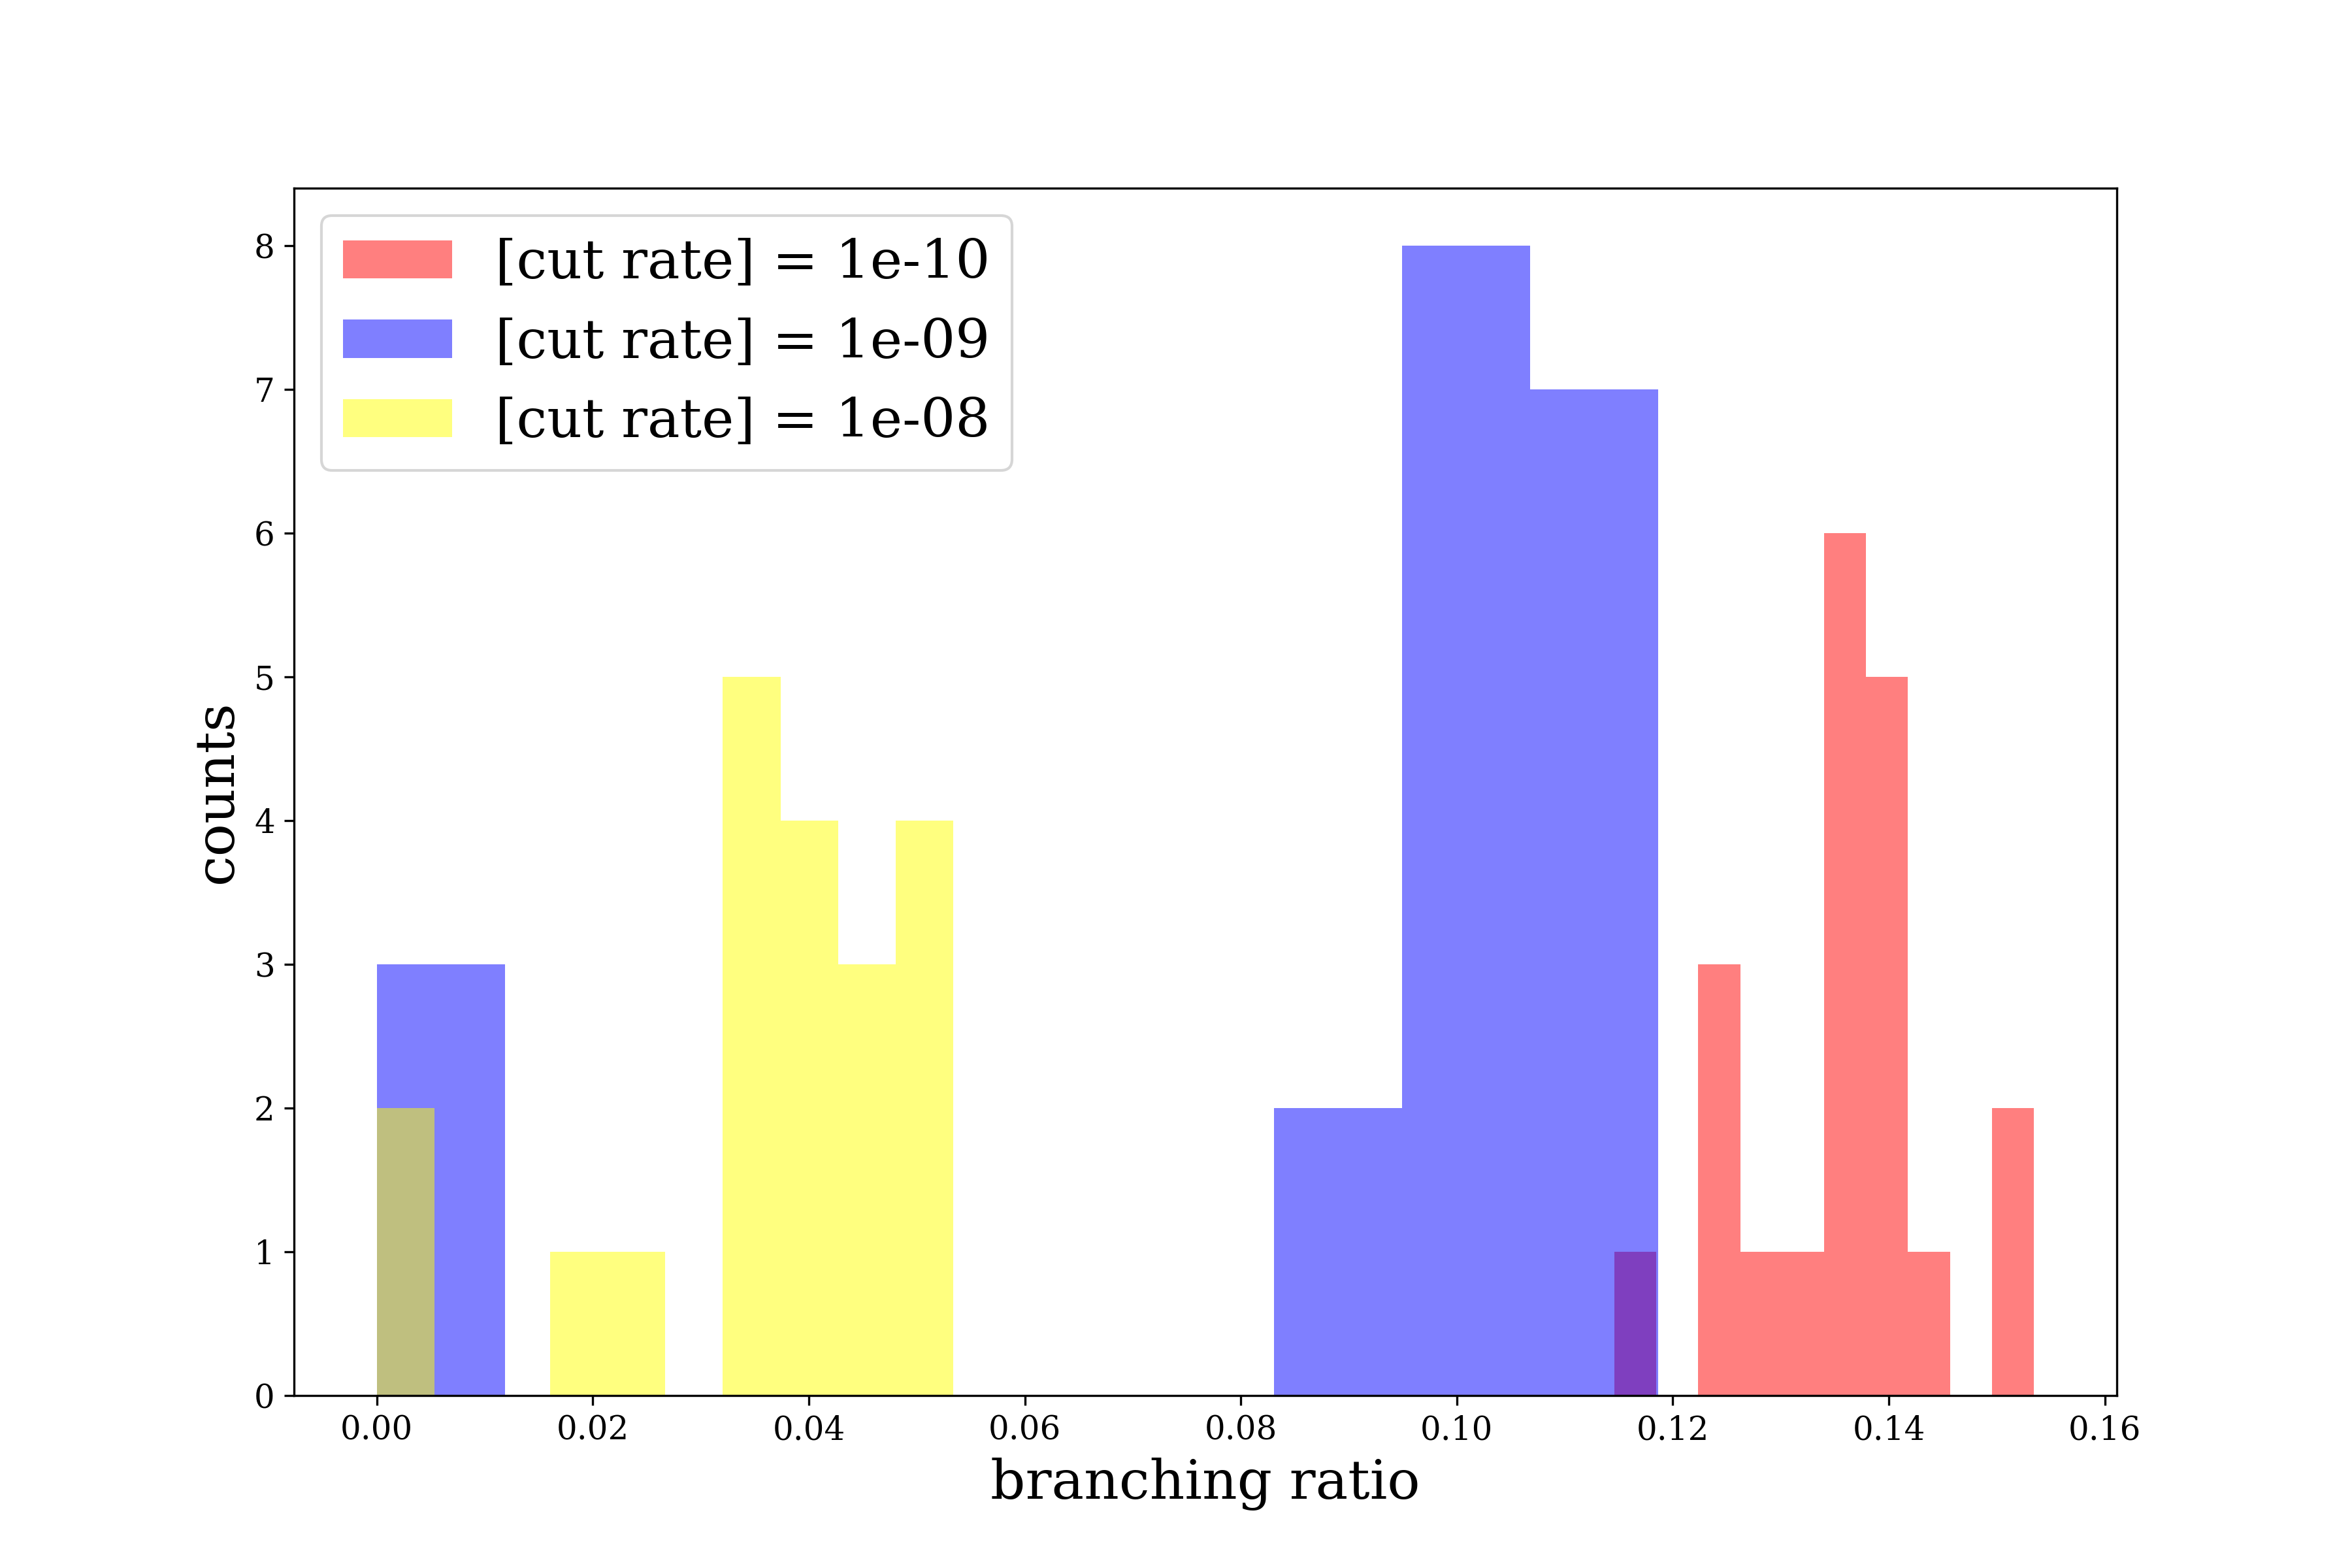 [cut rate] = 1e-10
[cut rate] = 1e-09
[cut rate] = 1e-08
8
7
6
5
4
3
2
1
0
counts
0.00 0.02 0.04 0.06 0.08 0.10 0.12 0.14 0.16
branching ratio